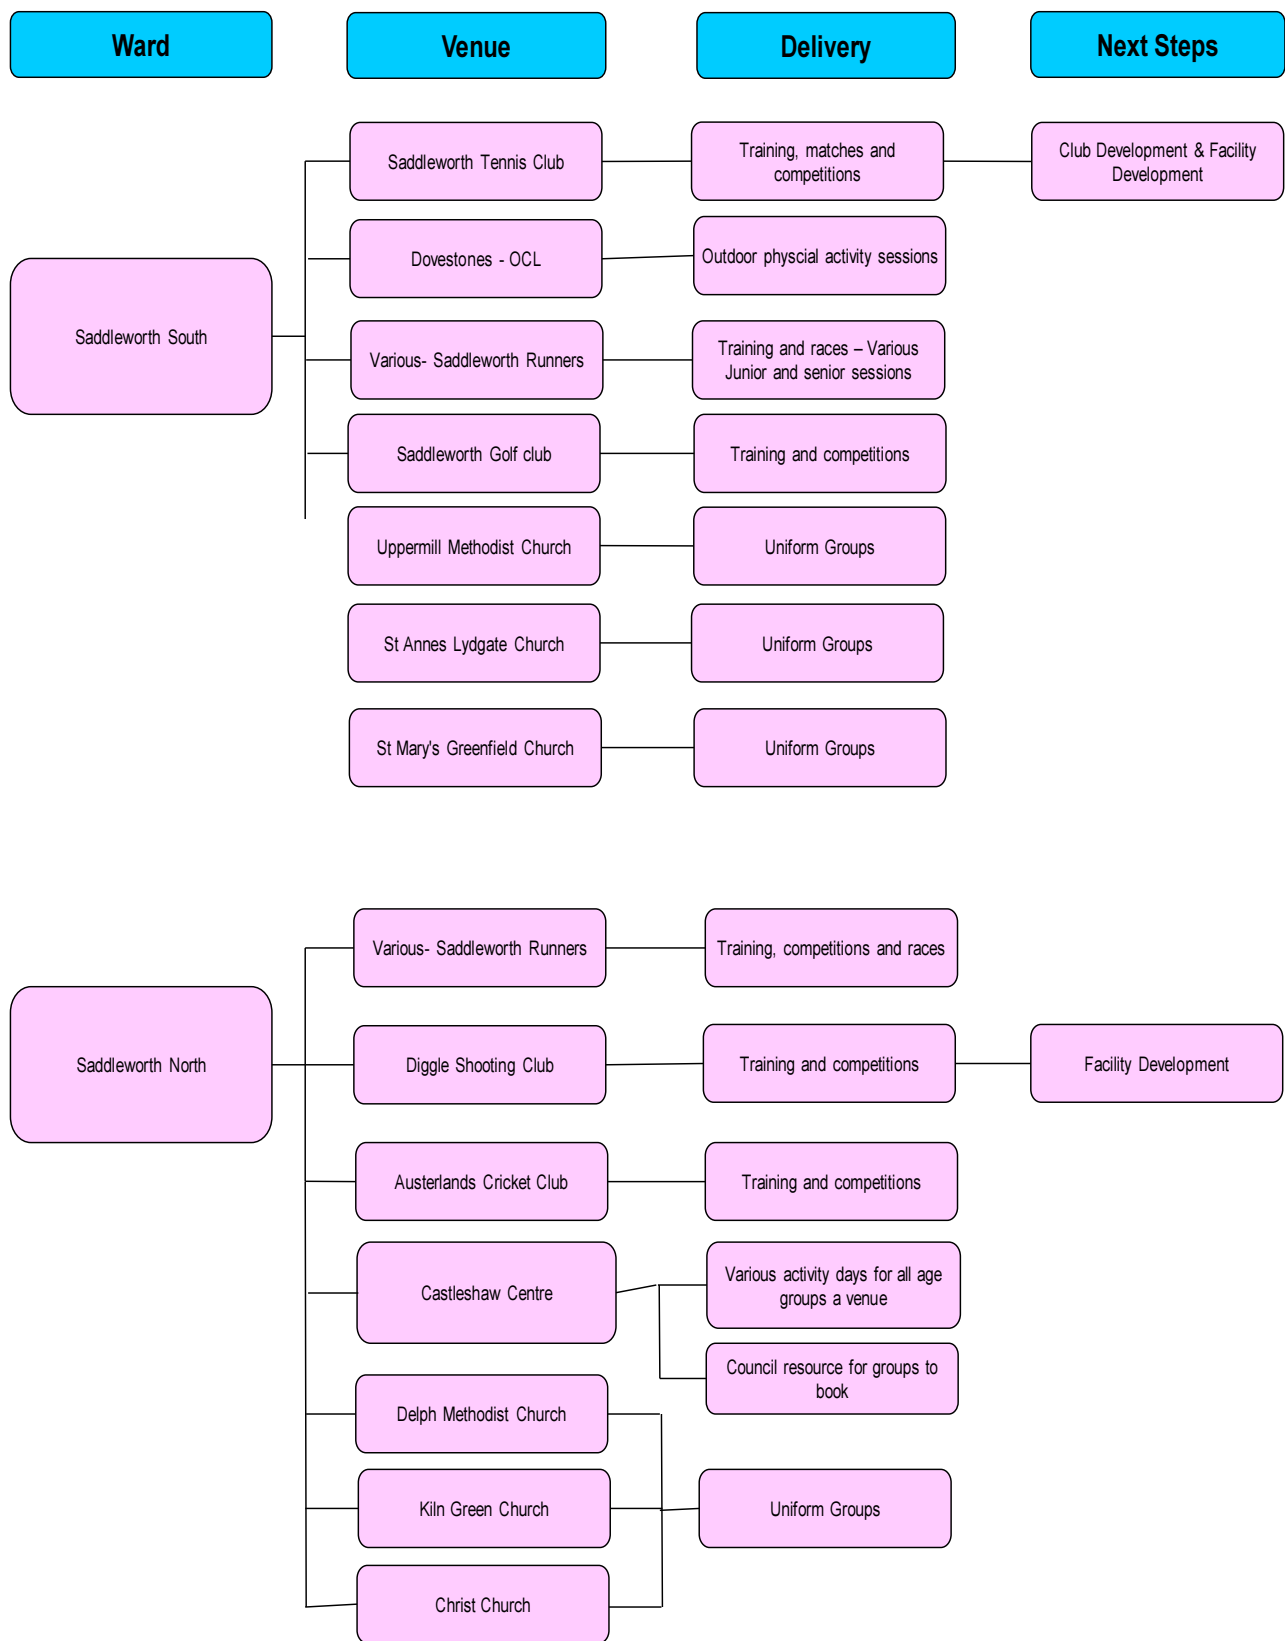 Ward
Venue
Delivery
Next Steps
Saddleworth South
Saddleworth Tennis Club
Training, matches and
competitions
Club Development & Facility
Development
Dovestones - OCL
Outdoor physcial activity sessions
Various- Saddleworth Runners
Training and races – Various
Junior and senior sessions
Saddleworth Golf club
Training and competitions
Uppermill Methodist Church
Uniform Groups
St Annes Lydgate Church
Uniform Groups
St Mary's Greenfield Church
Uniform Groups
Saddleworth North
Various- Saddleworth Runners
Training, competitions and races
Diggle Shooting Club
Training and competitions
Facility Development
Austerlands Cricket Club
Training and competitions
Castleshaw Centre
Various activity days for all age
groups a venue
Council resource for groups to
book
Delph Methodist Church
Kiln Green Church
Uniform Groups
Christ Church